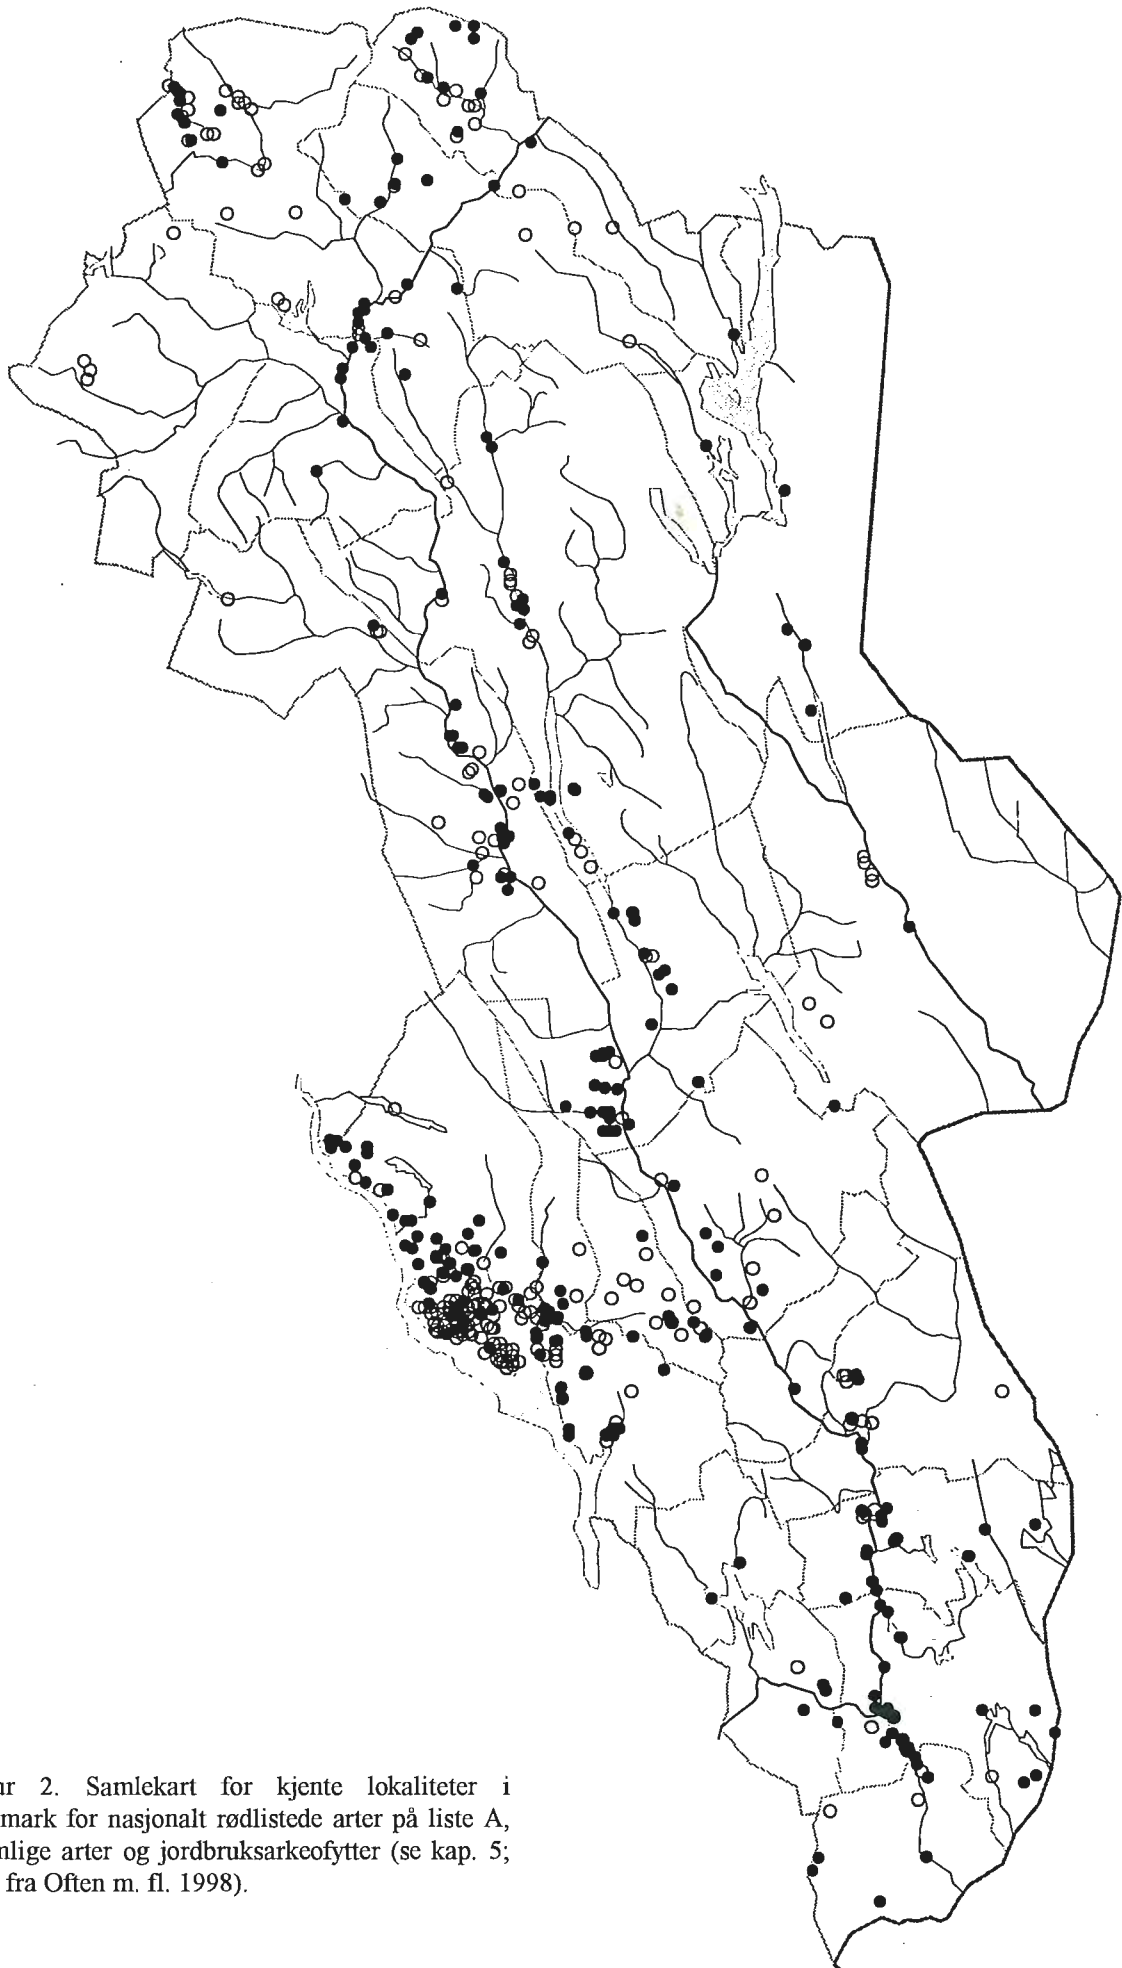 ur 2. Samlekart for kjente lokaliteter i
mark for nasjonalt rødlistede arter på liste A,
nlige arter og jordbruksarkeofytter (se kap. 5;
fra Often m. fl. 1998).